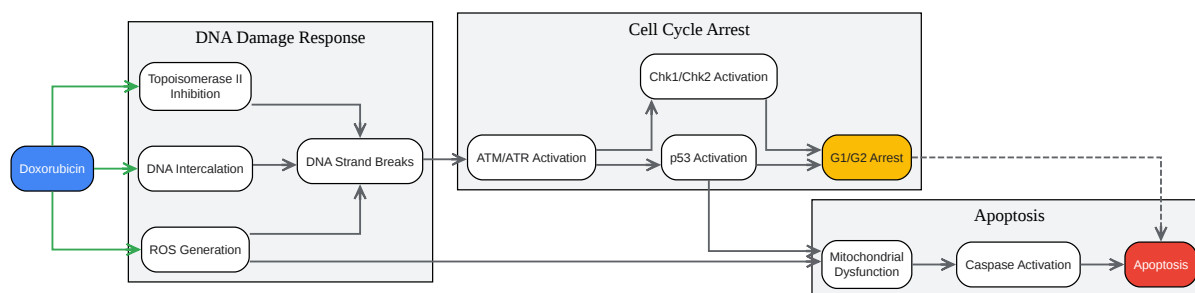 DNA Damage Response
Cell Cycle Arrest
Topoisomerase II
Inhibition
Chk1/Chk2 Activation
Doxorubicin
DNA Intercalation
DNA Strand Breaks
ATM/ATR Activation
p53 Activation
G1/G2 Arrest
Apoptosis
ROS Generation
Mitochondrial
Dysfunction
Caspase Activation
Apoptosis